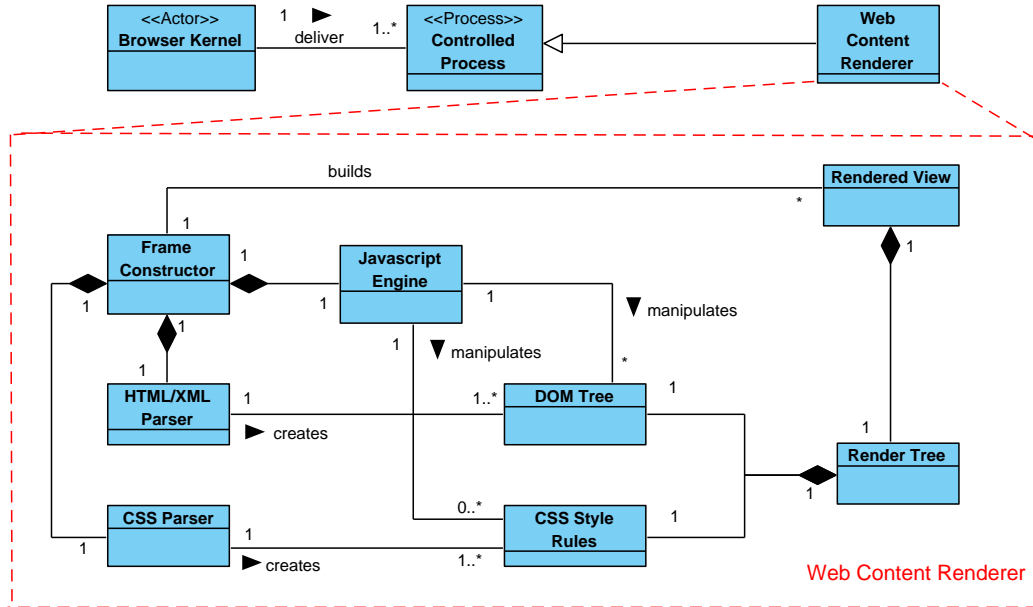 <<Actor>>
Browser Kernel
1
deliver
1..*
<<Process>>
Controlled
Process
Web
Content
Renderer
builds
1
*
Rendered View
1
Frame
Constructor
1
1
1
1
1
Javascript
Engine
1
1
manipulates
manipulates
*
1
HTML/XML
Parser
1
creates
1..*
DOM Tree
1
1
Render Tree
1
CSS Parser
1
1
creates
0..*
1..*
CSS Style
Rules
1
Web Content Renderer